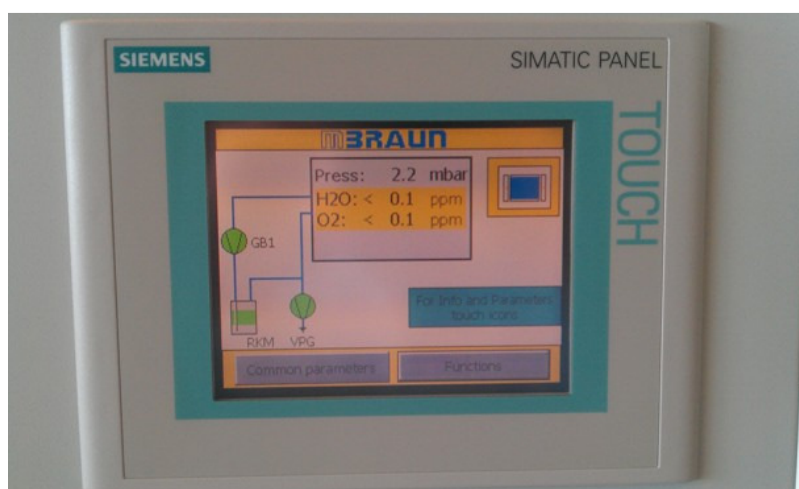 SIEMENS
SIMATIC PANEL
TOUCH
MBRAUN
Press: 2.2 mbar
H2O: < 0.1 ppm
O2: < 0.1 ppm
GB1
For Info and Parameters
touch icons
RKM VPG
Common parameters Functions